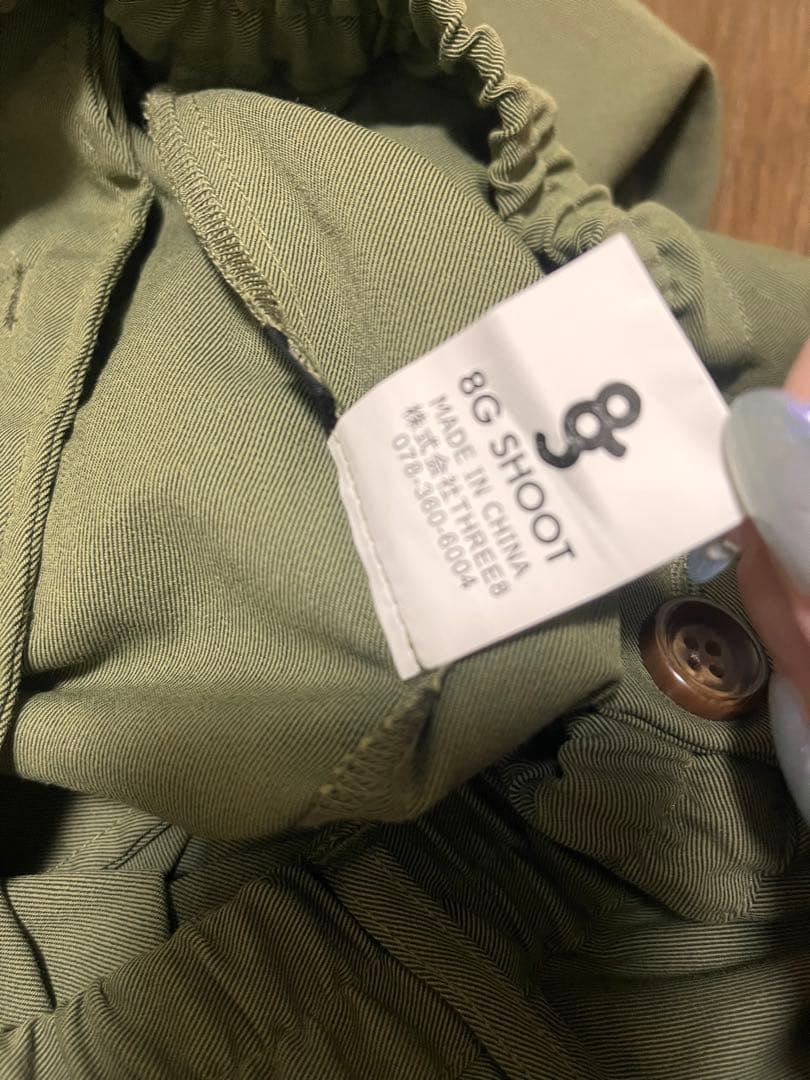 8G SHOOT
MADE IN CHINA
株式会社THREE8
078-360-6004